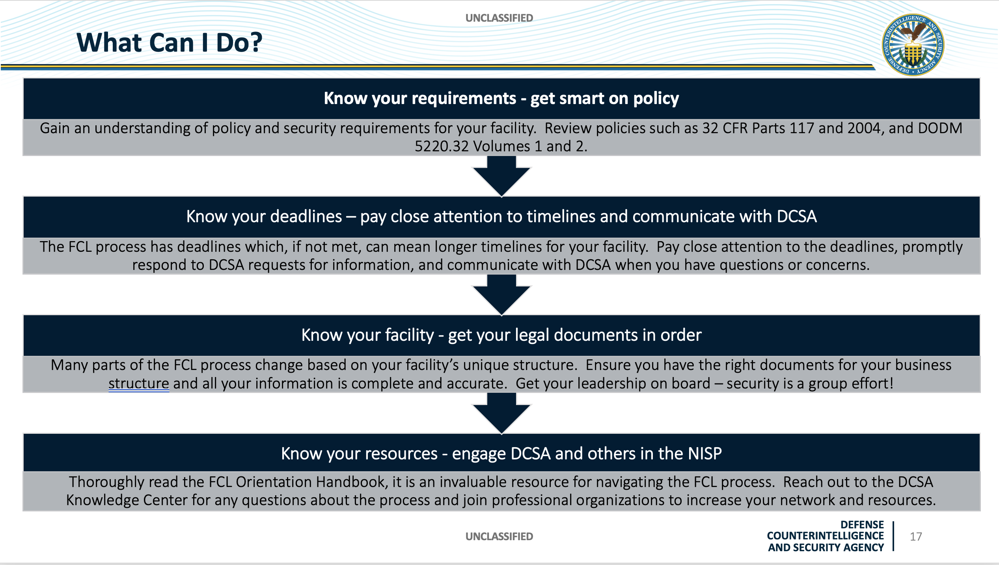 UNCLASSIFIED
What Can I Do?
DEFENSE COUNTERINTELLIGENCE AND SECURITY AGENCY •
Know your requirements - get smart on policy
Gain an understanding of policy and security requirements for your facility.  Review policies such as 32 CFR Parts 117 and 2004, and DODM
5220.32 Volumes 1 and 2.
Know your deadlines – pay close attention to timelines and communicate with DCSA
The FCL process has deadlines which, if not met, can mean longer timelines for your facility.  Pay close attention to the deadlines, promptly
respond to DCSA requests for information, and communicate with DCSA when you have questions or concerns.
Know your facility - get your legal documents in order
Many parts of the FCL process change based on your facility’s unique structure.  Ensure you have the right documents for your business
structure and all your information is complete and accurate.  Get your leadership on board – security is a group effort!
Know your resources - engage DCSA and others in the NISP
Thoroughly read the FCL Orientation Handbook, it is an invaluable resource for navigating the FCL process.  Reach out to the DCSA
Knowledge Center for any questions about the process and join professional organizations to increase your network and resources.
UNCLASSIFIED
DEFENSE
COUNTERINTELLIGENCE
AND SECURITY AGENCY
17